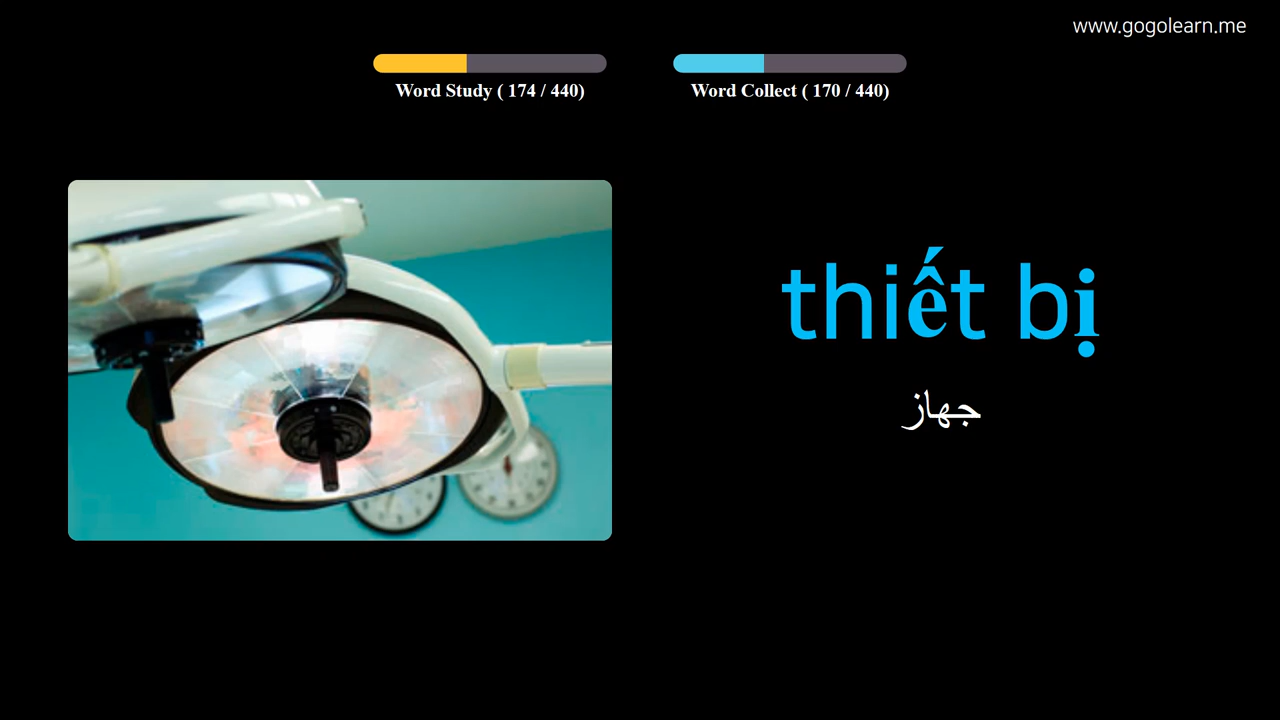 www.gogolearn.me
Word Study ( 174 / 440)
Word Collect ( 170 / 440)
thiết bị
جهاز